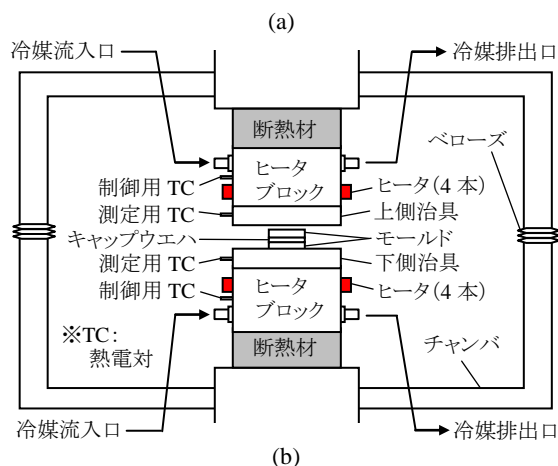 (a)
冷媒流入口
冷媒排出口
断熱材
ベローズ
ヒータ
ブロック
制御用 TC
ヒータ(4 本)
測定用 TC
上側治具
キャップウエハ
モールド
測定用 TC
下側治具
制御用 TC
ヒータ
ブロック
ヒータ(4 本)
※TC:
熱電対
断熱材
チャンバ
冷媒流入口
冷媒排出口
(b)